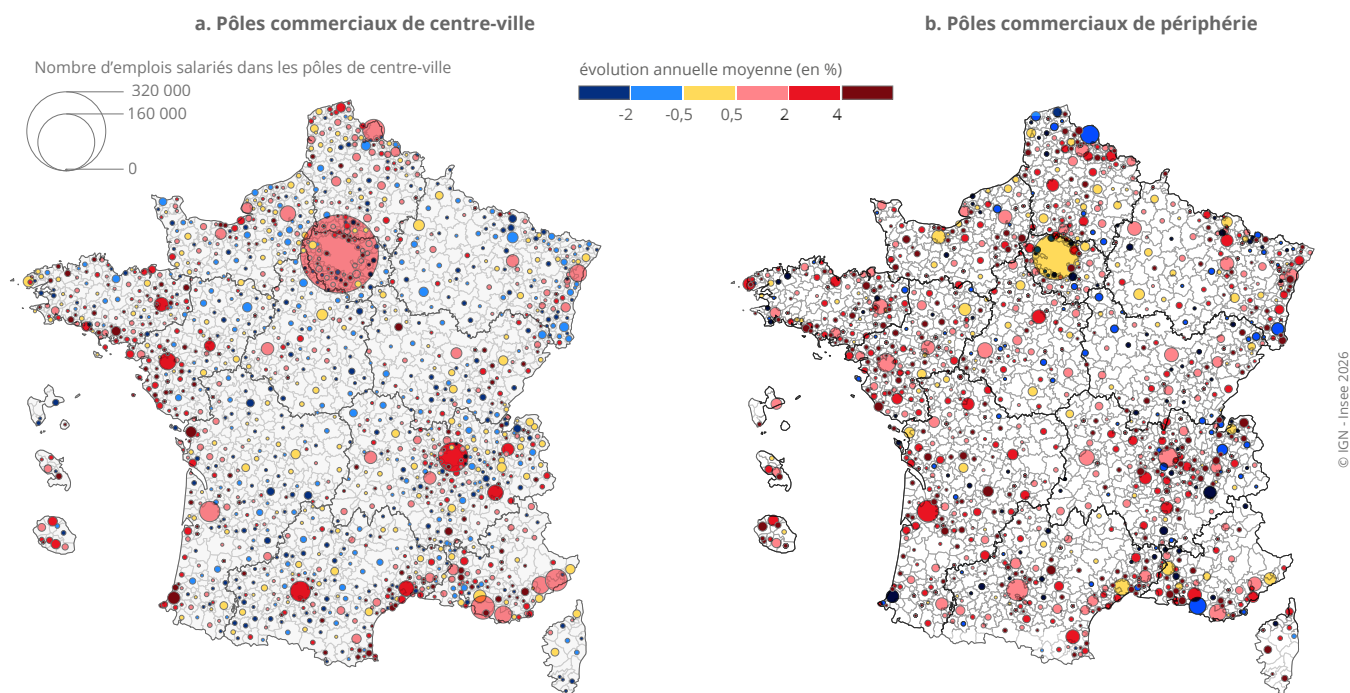 a. Pôles commerciaux de centre-ville
b. Pôles commerciaux de périphérie
Nombre d’emplois salariés dans les pôles de centre-ville
320 000
160 000
0
évolution annuelle moyenne (en %)
-2 -0,5 0,5 2 4
© IGN - Insee 2026